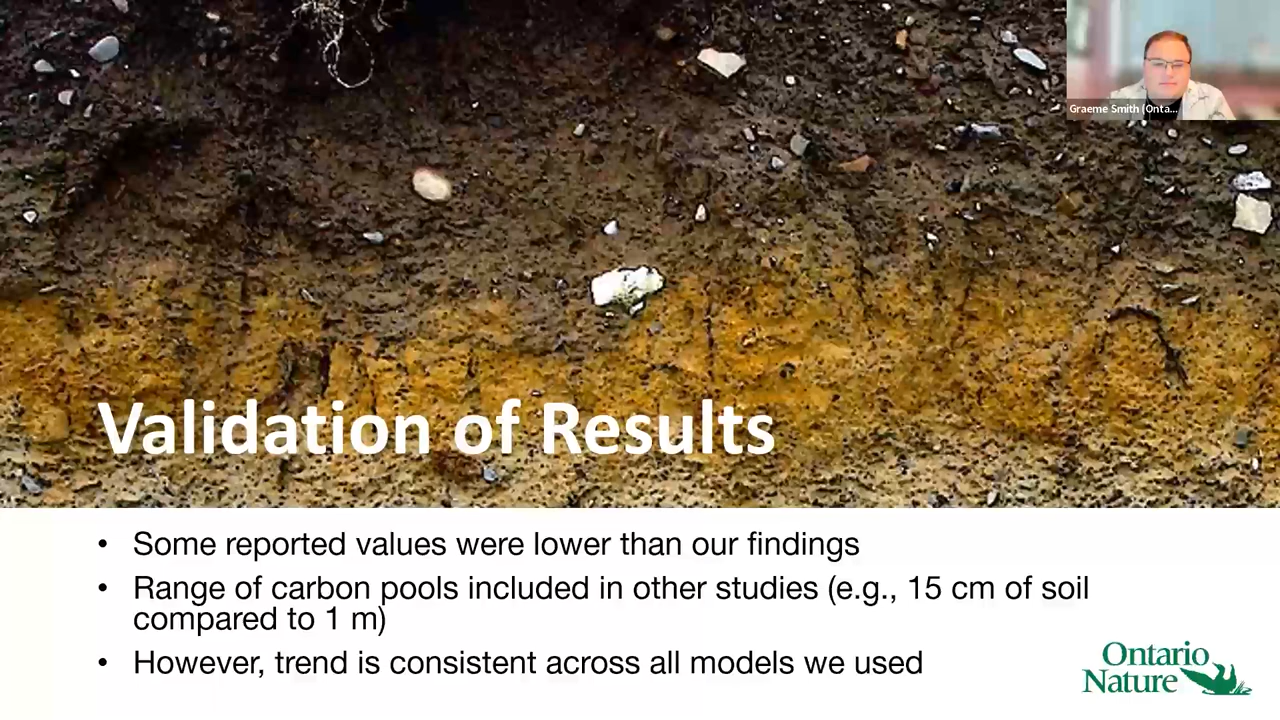 Graeme Smith (Onta...
Validation of Results
• Some reported values were lower than our findings
• Range of carbon pools included in other studies (e.g., 15 cm of soil
compared to 1 m)
• However, trend is consistent across all models we used
Ontario
Nature